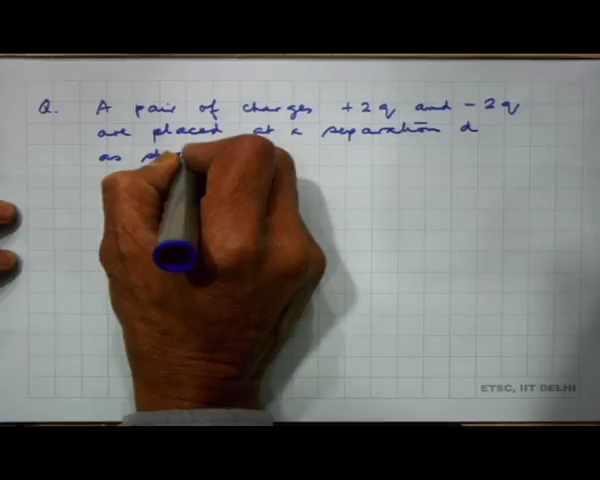 Q. A pair of charges +2q and -2q
are placed at a separation d
as
ETSC, IIT DELHI